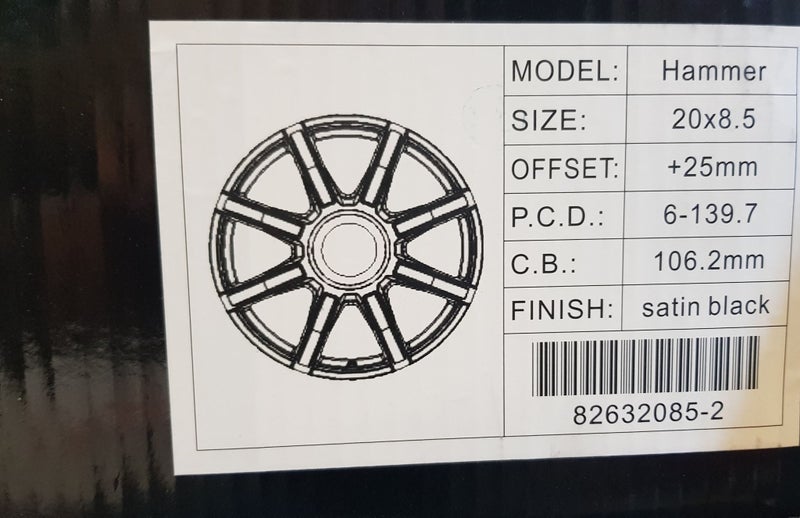 MODEL: Hammer
SIZE: 20x8.5
OFFSET: +25mm
P.C.D.: 6-139.7
C.B.: 106.2mm
FINISH: satin black
82632085-2